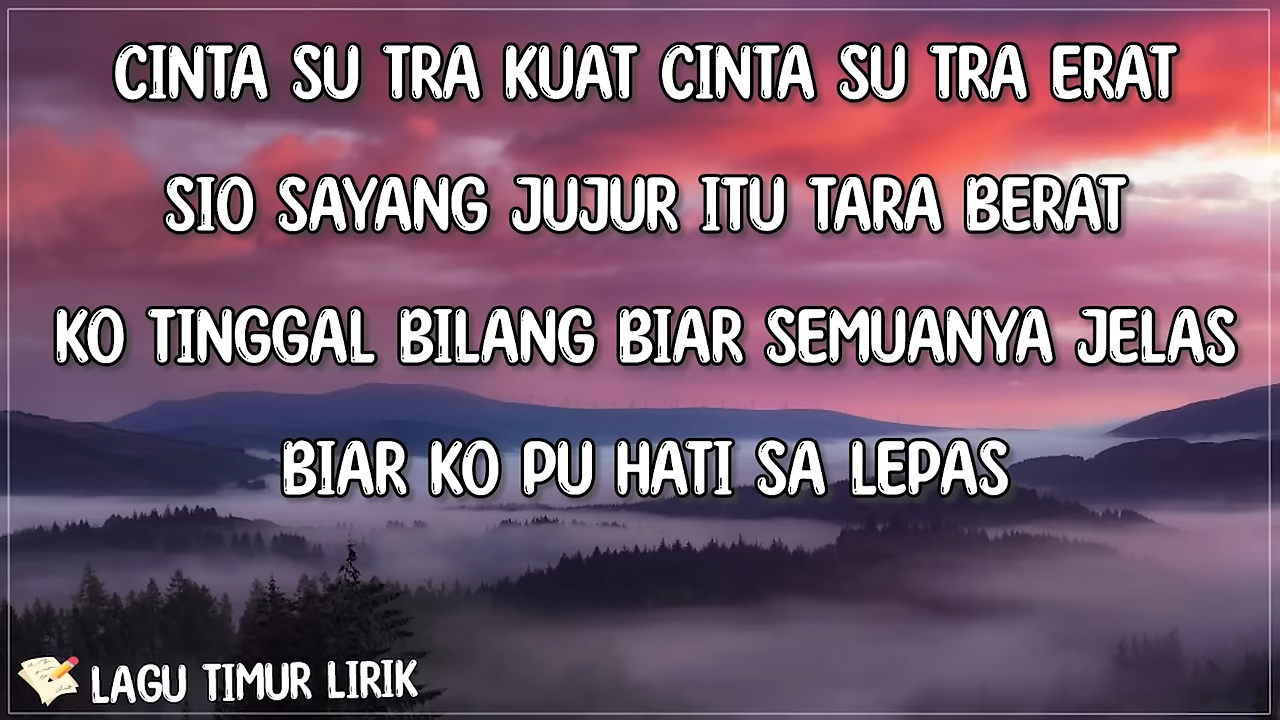 CINTA SU TRA KUAT CINTA SU TRA ERAT
SIO SAYANG JUJUR ITU TARA BERAT
KO TINGGAL BILANG BIAR SEMUANYA JELAS
BIAR KO PU HATI SA LEPAS
LAGU TIMUR LIRIK